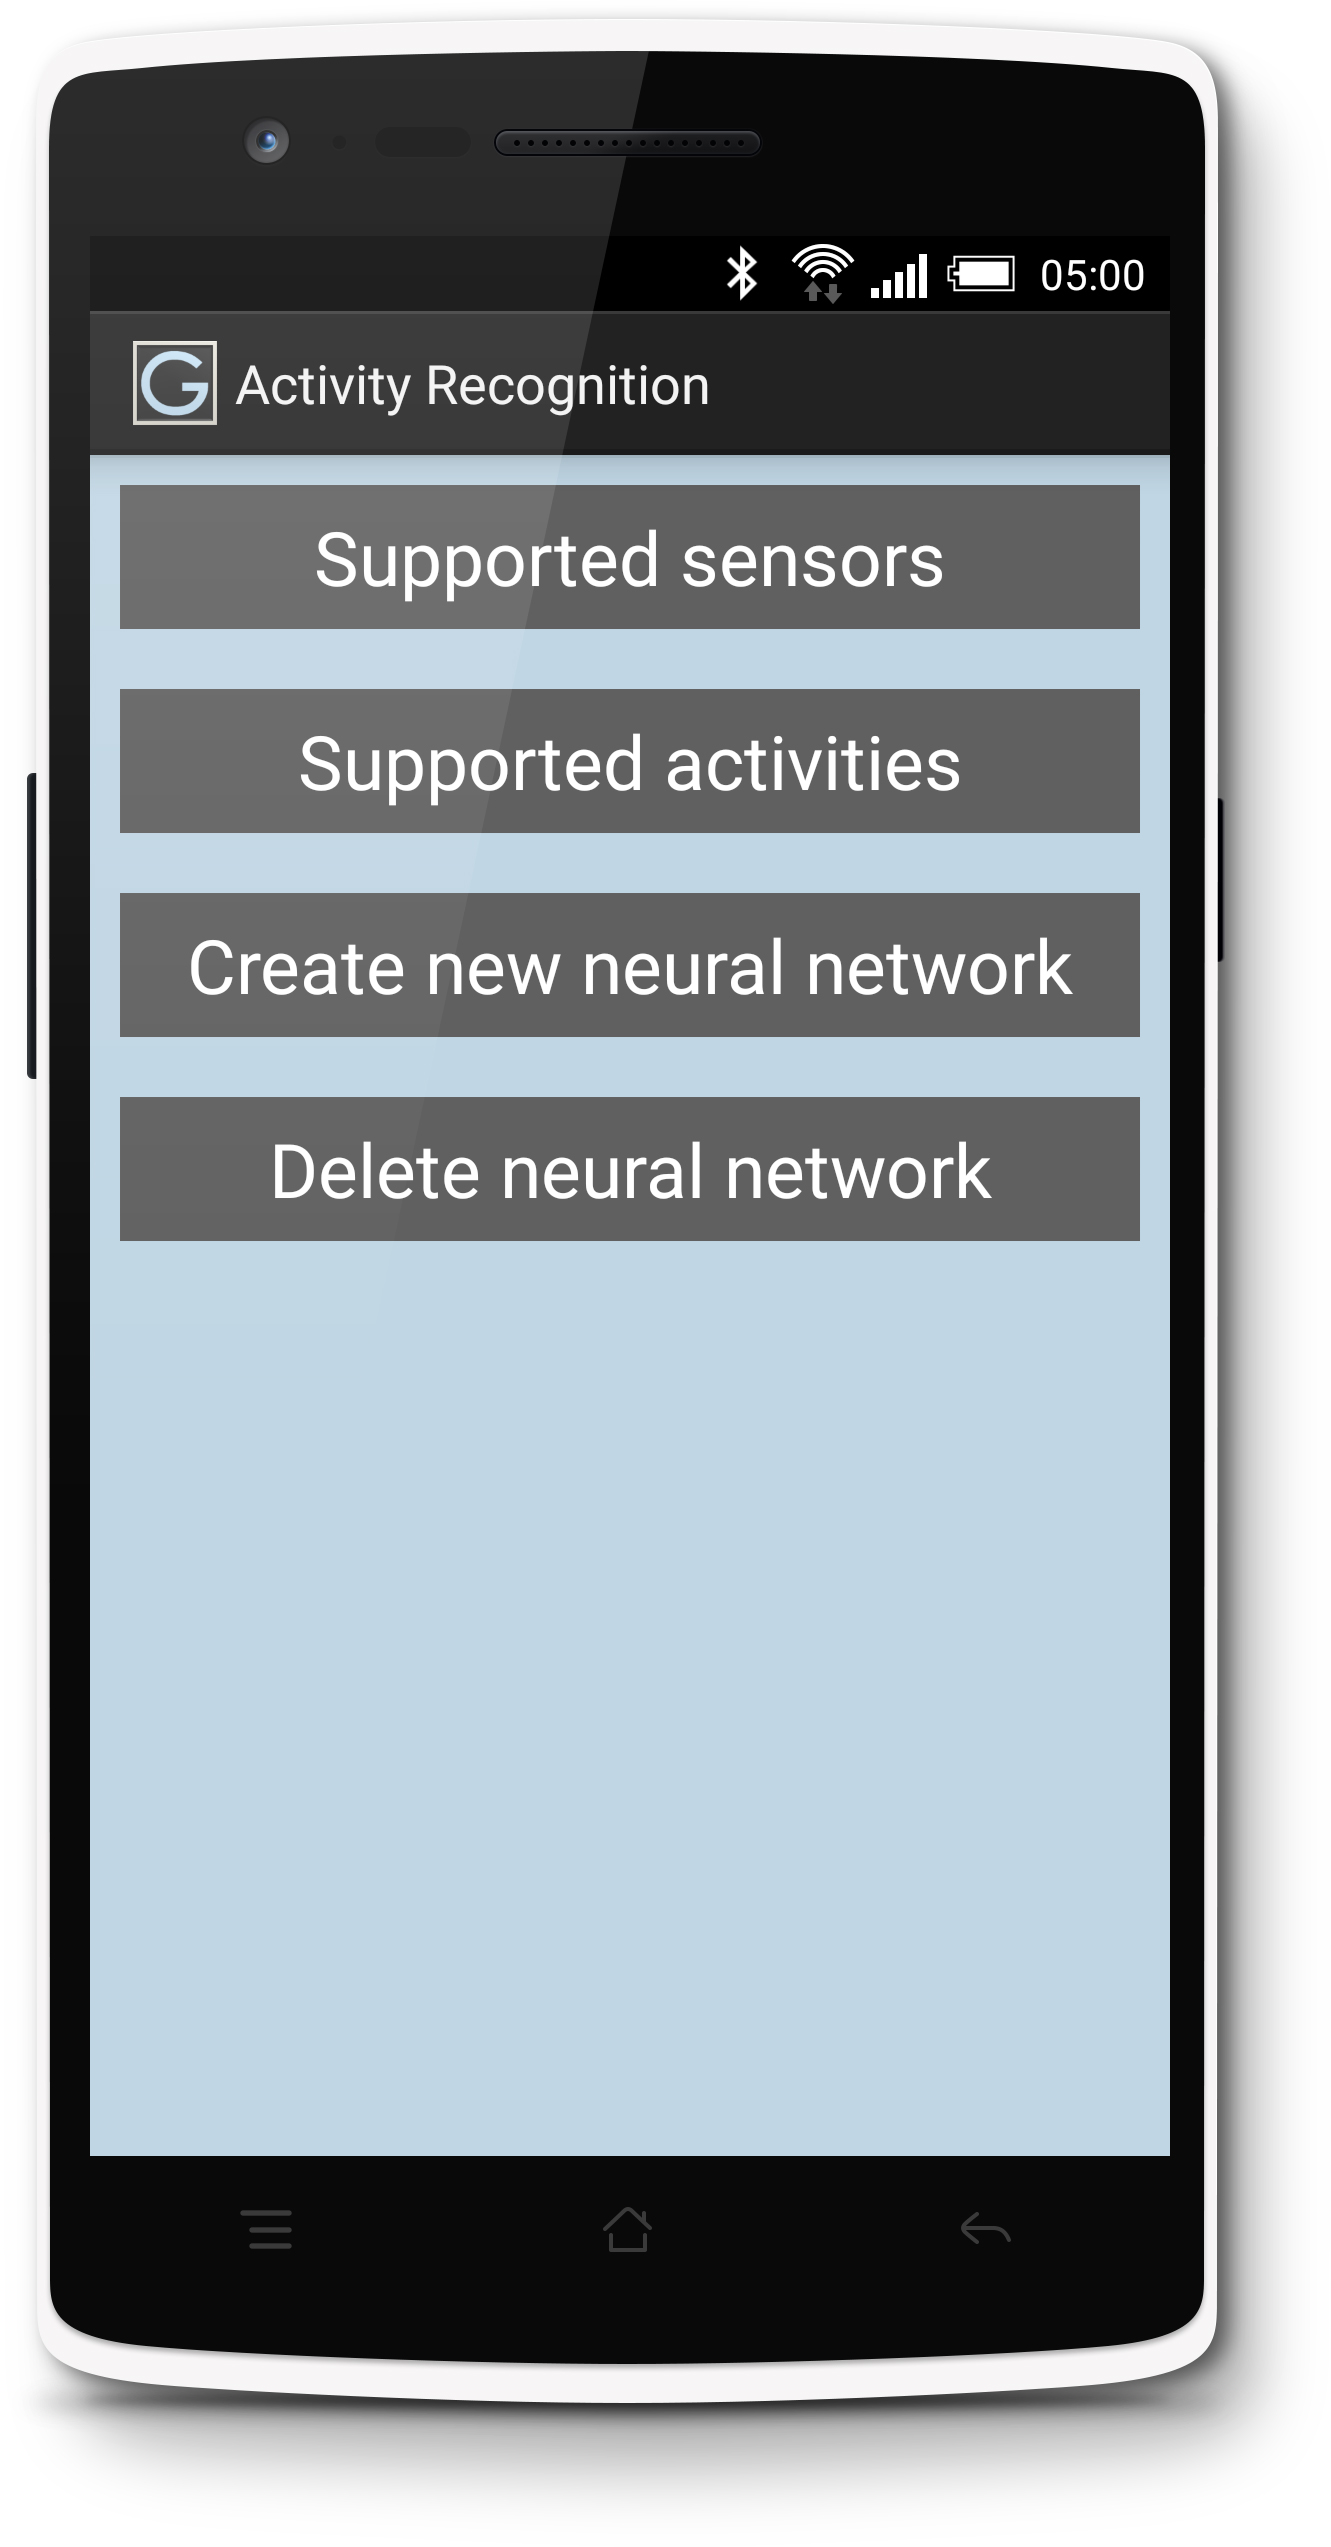 05:00
G Activity Recognition
Supported sensors
Supported activities
Create new neural network
Delete neural network